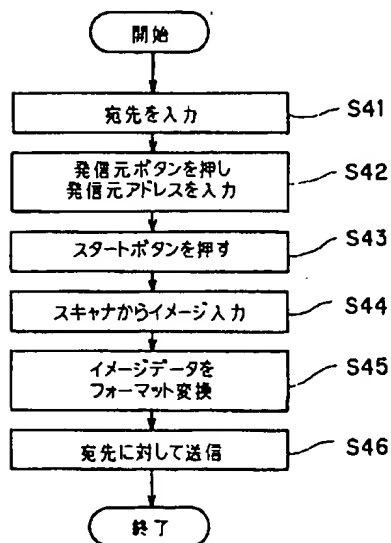 開始
宛先を入力
S41
発信元ボタンを押し
発信元アドレスを入力
S42
スタートボタンを押す
S43
スキャナからイメージ入力
S44
イメージデータを
フォーマット変換
S45
宛先に対して送信
S46
終了